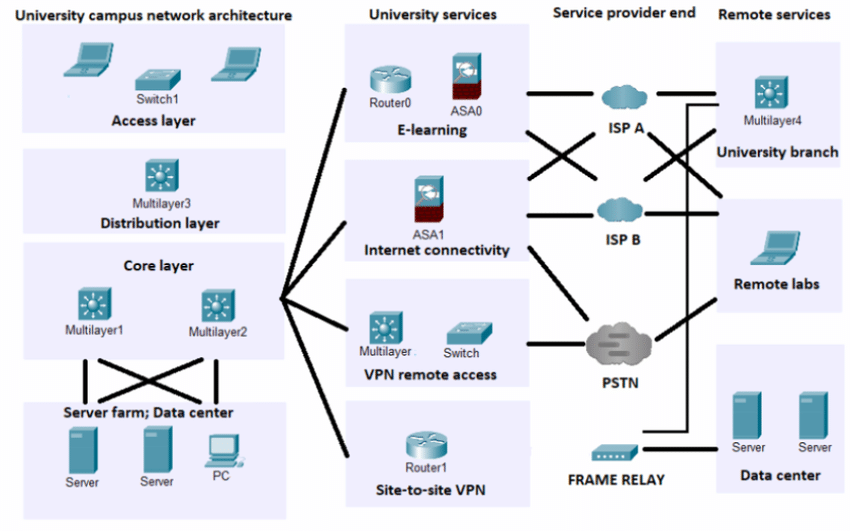 University campus network architecture
University services
Service provider end
Remote services
Switch1
Access layer
Multilayer3
Distribution layer
Core layer
Multilayer1
Multilayer2
Server farm; Data center
Server
Server
PC
Router0
ASA0
E-learning
ASA1
Internet connectivity
Multilayer
Switch
VPN remote access
Router1
Site-to-site VPN
ISP A
ISP B
PSTN
FRAME RELAY
Multilayer4
University branch
Remote labs
Server
Server
Data center